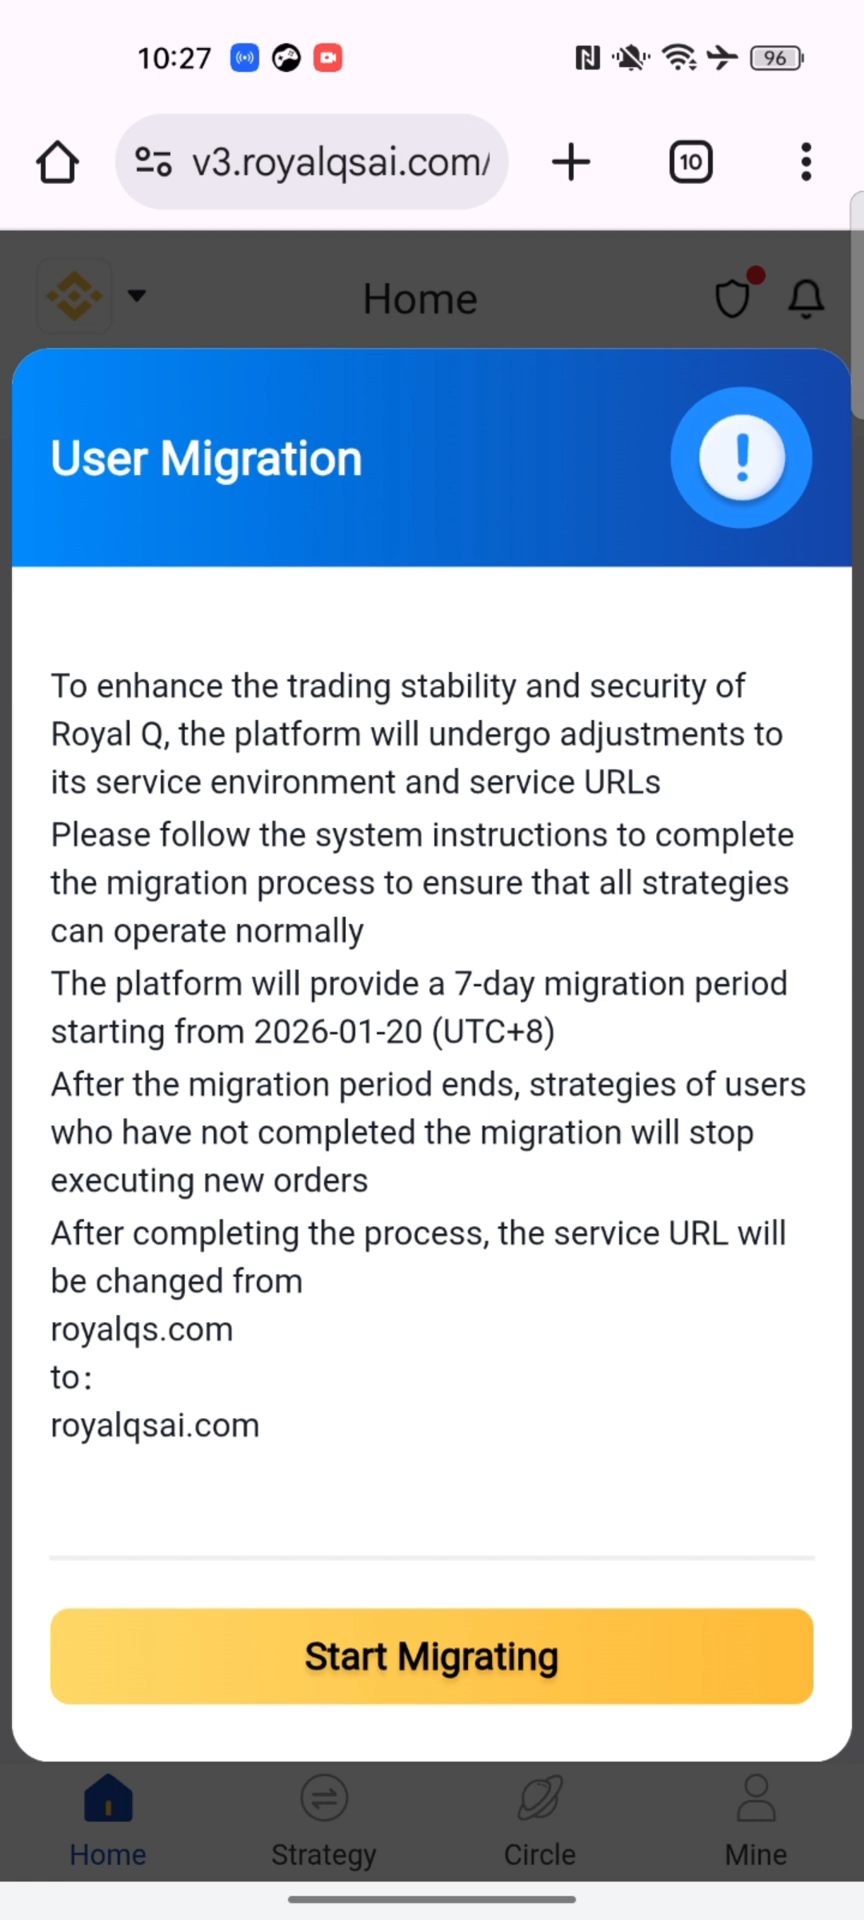 10:27
96
v3.royalqsai.com/
10
Home
User Migration
To enhance the trading stability and security of
Royal Q, the platform will undergo adjustments to
its service environment and service URLs
Please follow the system instructions to complete
the migration process to ensure that all strategies
can operate normally
The platform will provide a 7-day migration period
starting from 2026-01-20 (UTC+8)
After the migration period ends, strategies of users
who have not completed the migration will stop
executing new orders
After completing the process, the service URL will
be changed from
royalqs.com
to：
royalqsai.com
Start Migrating
Home
Strategy
Circle
Mine